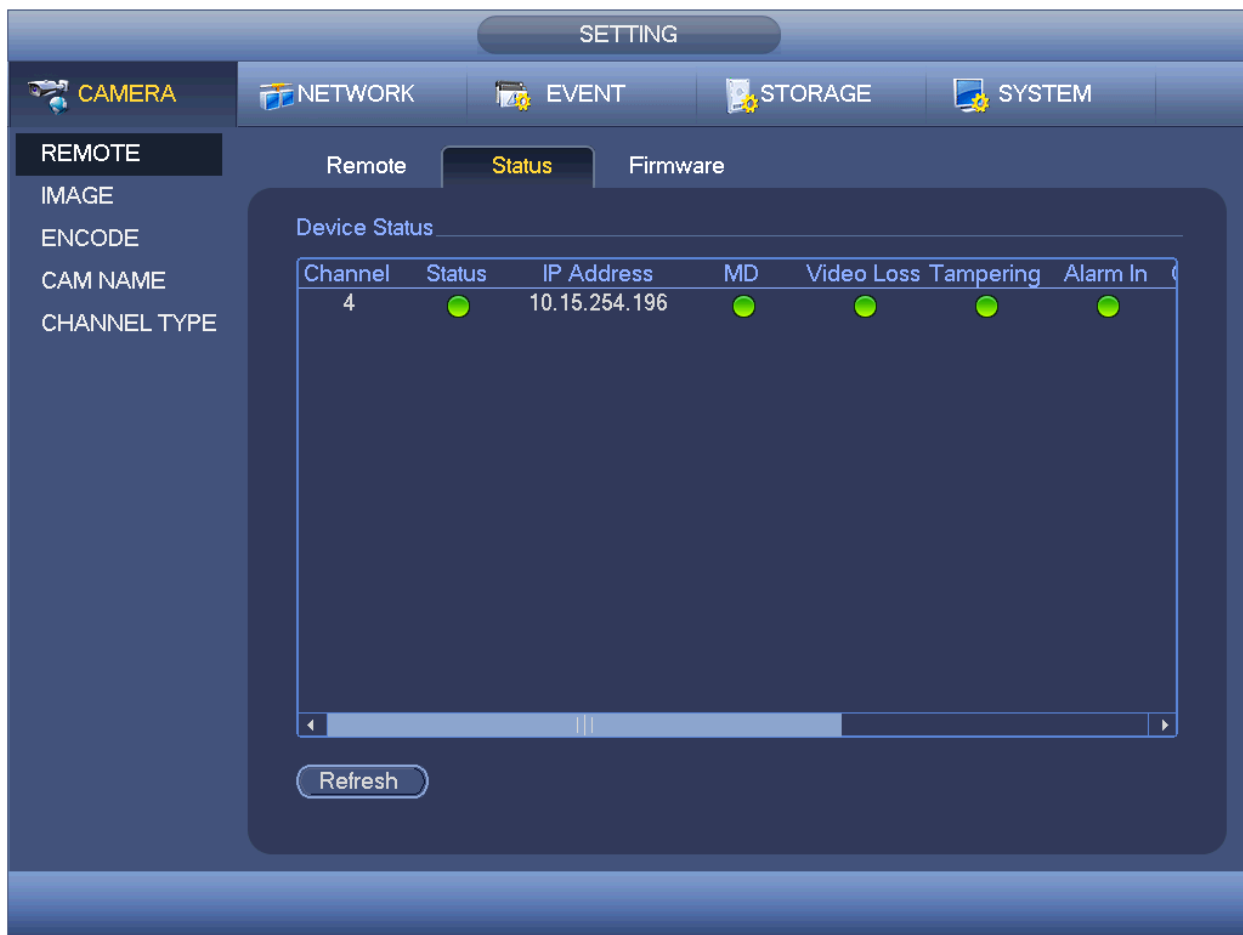 SETTING
CAMERA NETWORK EVENT STORAGE SYSTEM
REMOTE
IMAGE
ENCODE
CAM NAME
CHANNEL TYPE
Remote Status Firmware
Device Status
Channel Status IP Address MD Video Loss Tampering Alarm In
4 10.15.254.196
Refresh